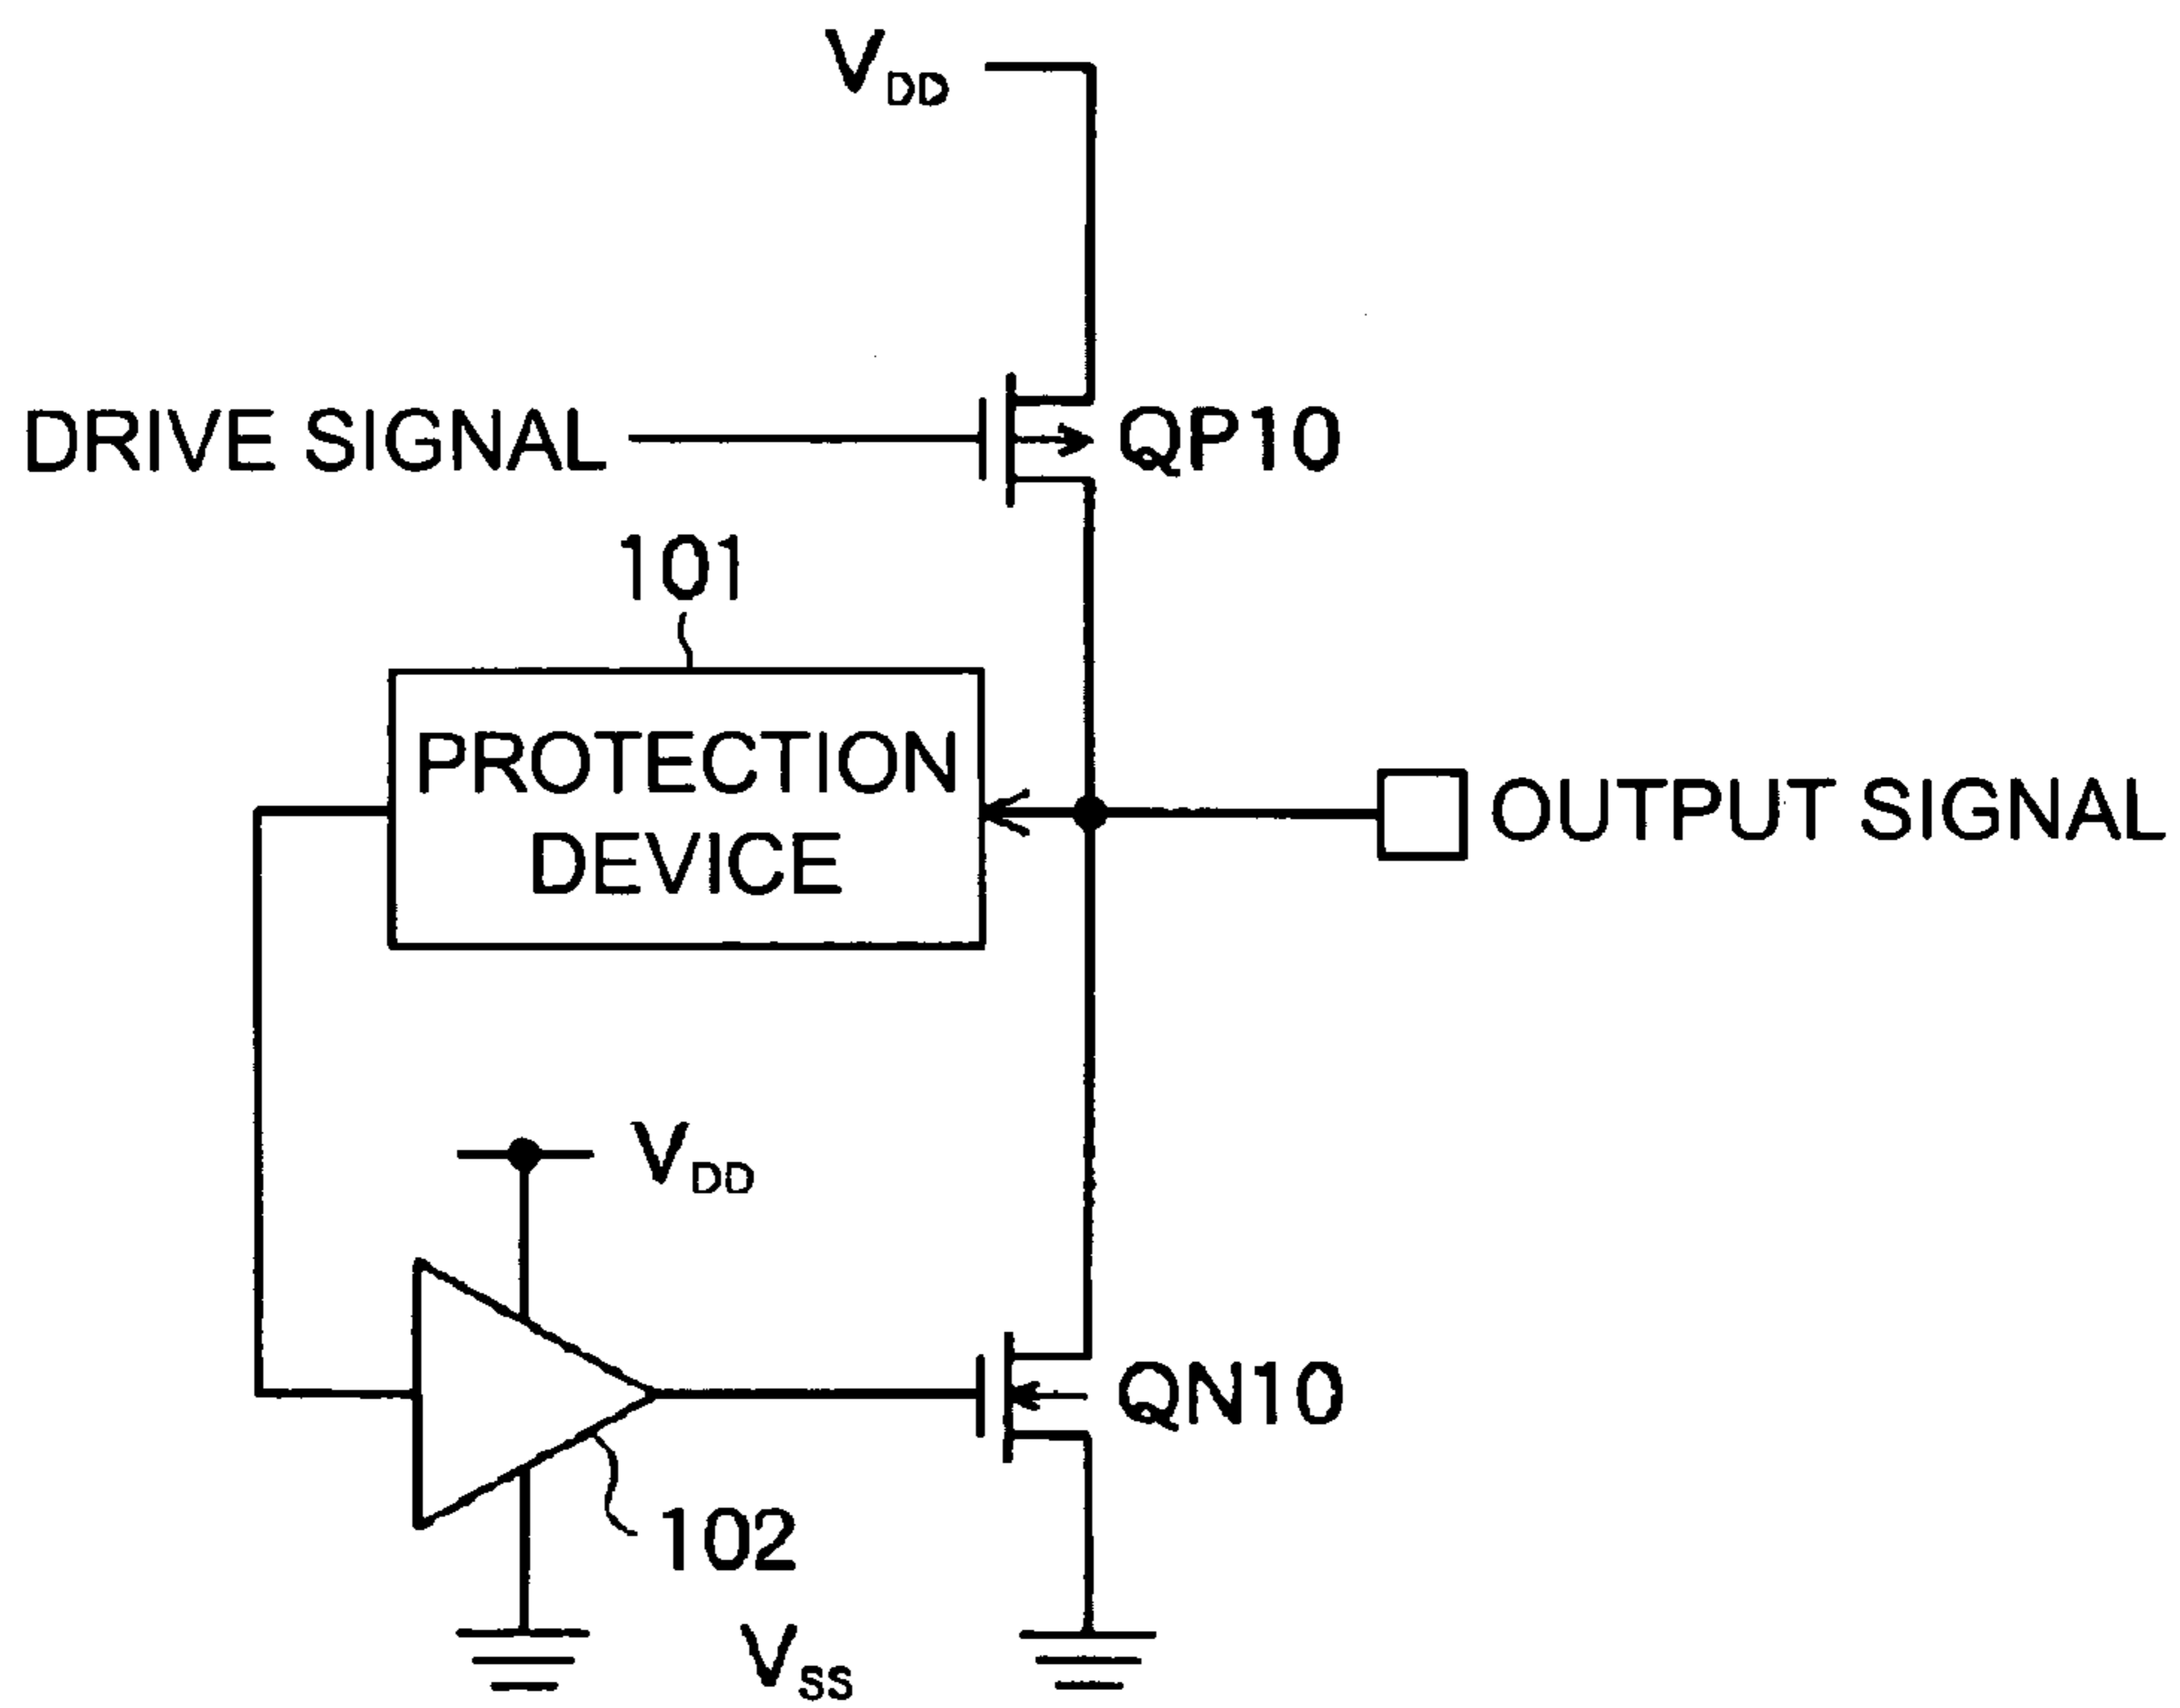 VDD
DRIVE SIGNAL
QP10
101
PROTECTION
DEVICE
OUTPUT SIGNAL
VDD
QN10
102
VSS